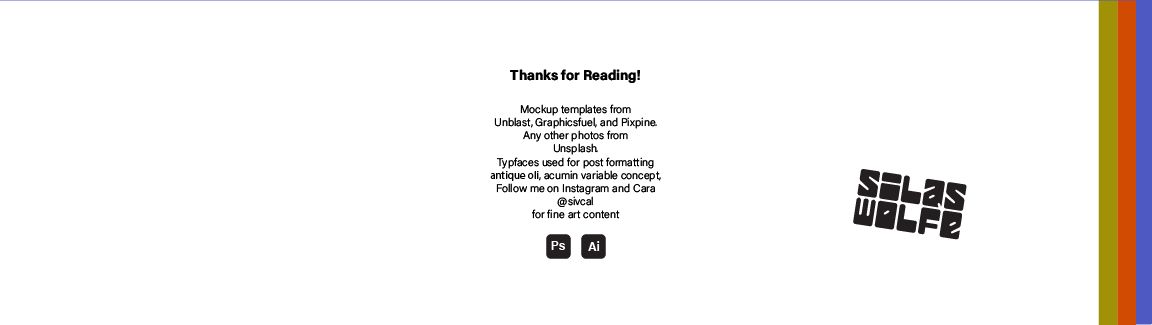 Thanks for Reading!
Mockup templates from
Unblast, Graphicsfuel, and Pixpine.
Any other photos from
Unsplash.
Typfaces used for post formatting
antique oli, acumin variable concept,
Follow me on Instagram and Cara
@sivcal
for fine art content
Ps Ai
SiLaS
WOLFe